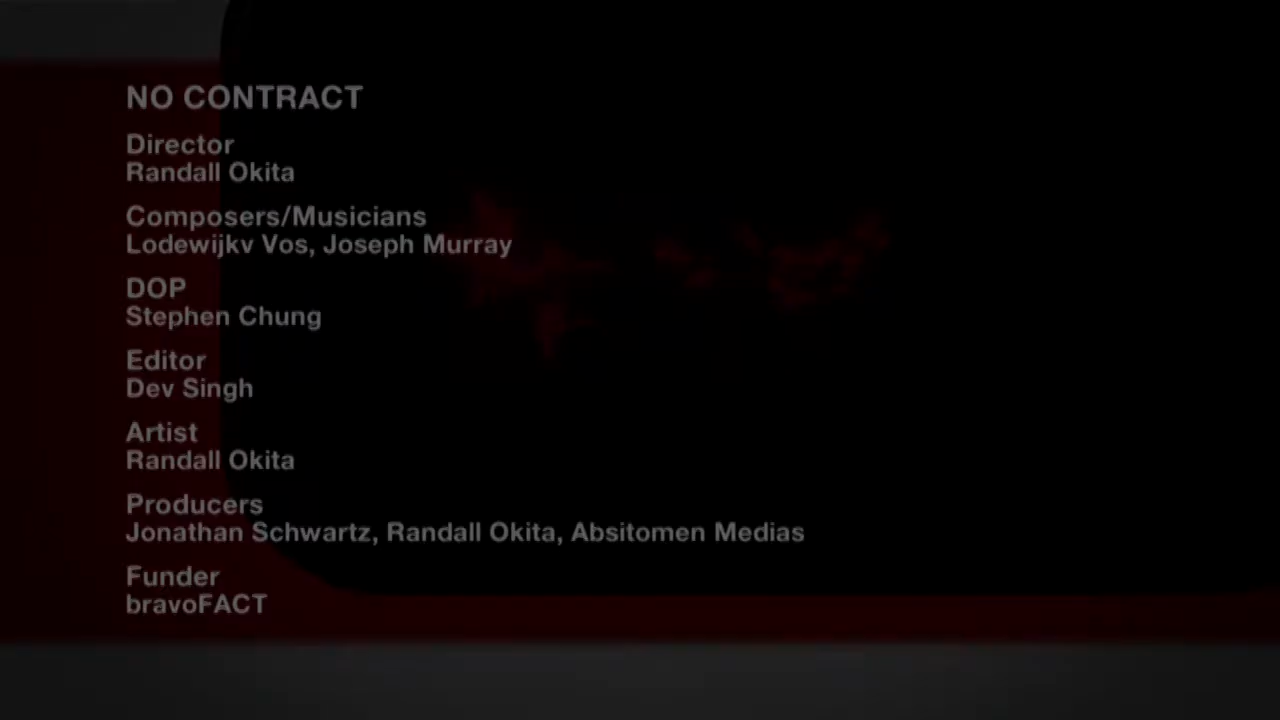 NO CONTRACT
Director
Randall Okita
Composers/Musicians
Lodewijkv Vos, Joseph Murray
DOP
Stephen Chung
Editor
Dev Singh
Artist
Randall Okita
Producers
Jonathan Schwartz, Randall Okita, Absitomen Medias
Funder
bravoFACT